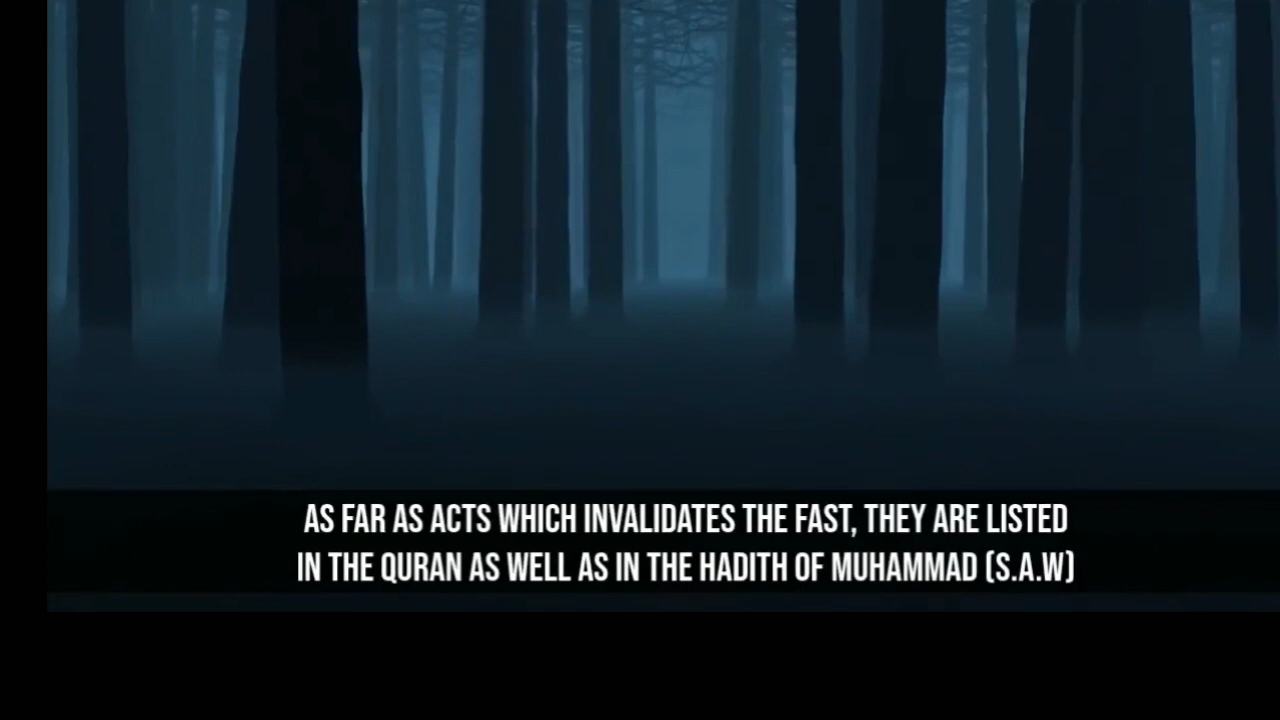 AS FAR AS ACTS WHICH INVALIDATES THE FAST, THEY ARE LISTED
IN THE QURAN AS WELL AS IN THE HADITH OF MUHAMMAD (S.A.W)